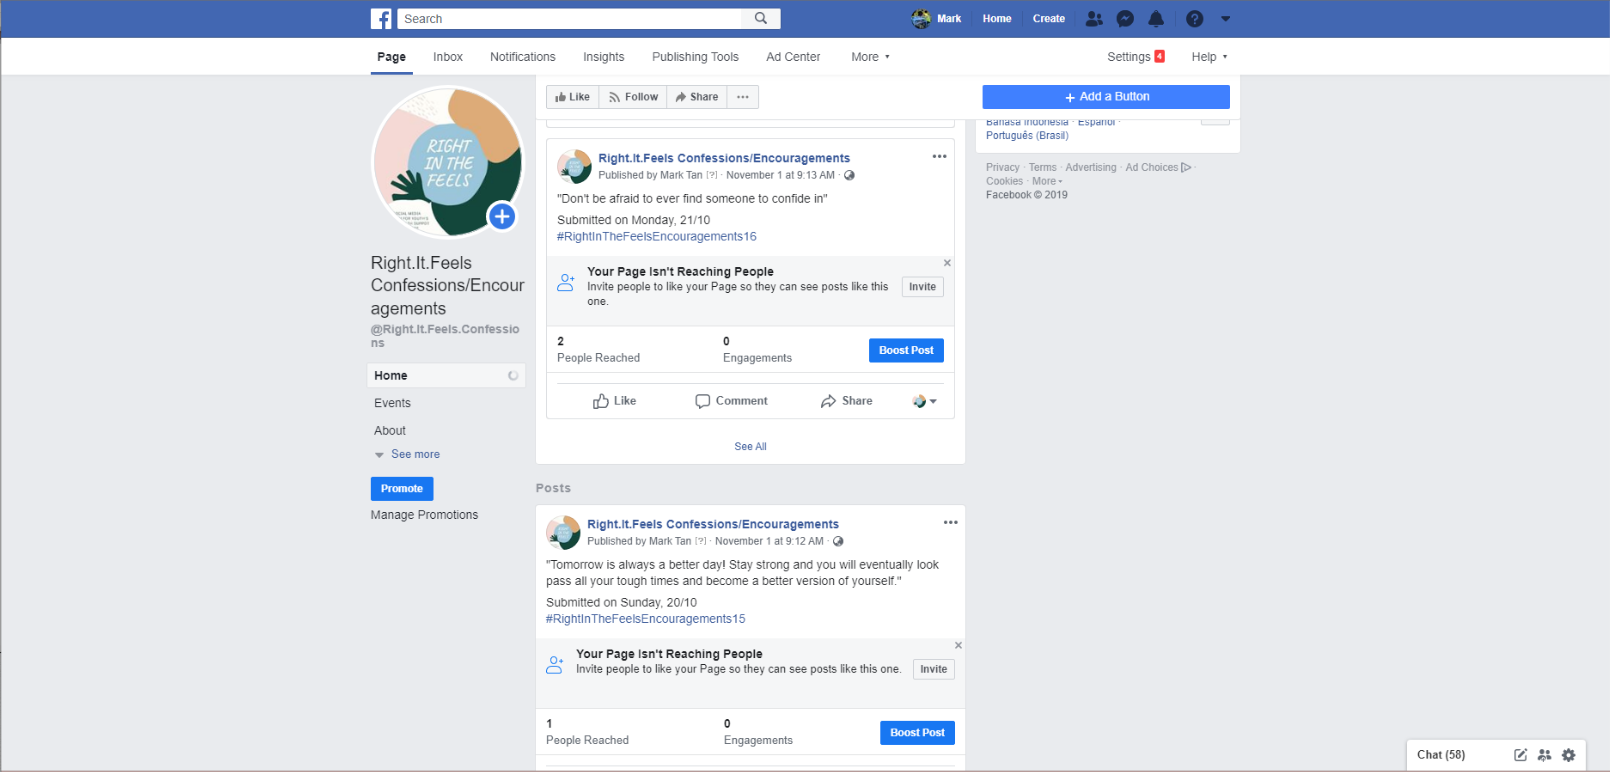 Search
Mark
Home
Create
Page
Inbox
Notifications
Insights
Publishing Tools
Ad Center
More
Settings 4
Help
Like
Follow
Share
+ Add a Button
RIGHT
IN THE
FEELS
Right.It.Feels
Confessions/Encour
agements
@Right.It.Feels.Confessio
ns
Home
Events
About
See more
Promote
Manage Promotions
Right.It.Feels Confessions/Encouragements
Published by Mark Tan [?] · November 1 at 9:13 AM ·
"Don't be afraid to ever find someone to confide in"
Submitted on Monday, 21/10
#RightInTheFeelsEncouragements16
Your Page Isn't Reaching People
Invite people to like your Page so they can see posts like this
one.
Invite
2
People Reached
0
Engagements
Boost Post
Like
Comment
Share
See All
Posts
Right.It.Feels Confessions/Encouragements
Published by Mark Tan [?] · November 1 at 9:12 AM ·
"Tomorrow is always a better day! Stay strong and you will eventually look
pass all your tough times and become a better version of yourself."
Submitted on Sunday, 20/10
#RightInTheFeelsEncouragements15
Your Page Isn't Reaching People
Invite people to like your Page so they can see posts like this one.
Invite
1
People Reached
0
Engagements
Boost Post
Bahasa Indonesia · Español ·
Português (Brasil)
Privacy · Terms · Advertising · Ad Choices ·
Cookies · More
Facebook © 2019
Chat (58)